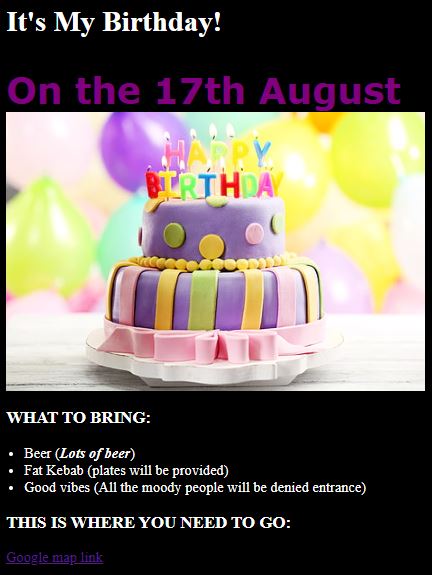 It's My Birthday!
On the 17th August
HAPPY
BIRTHDAY
WHAT TO BRING:
Beer (Lots of beer)
Fat Kebab (plates will be provided)
Good vibes (All the moody people will be denied entrance)
THIS IS WHERE YOU NEED TO GO:
Google map link